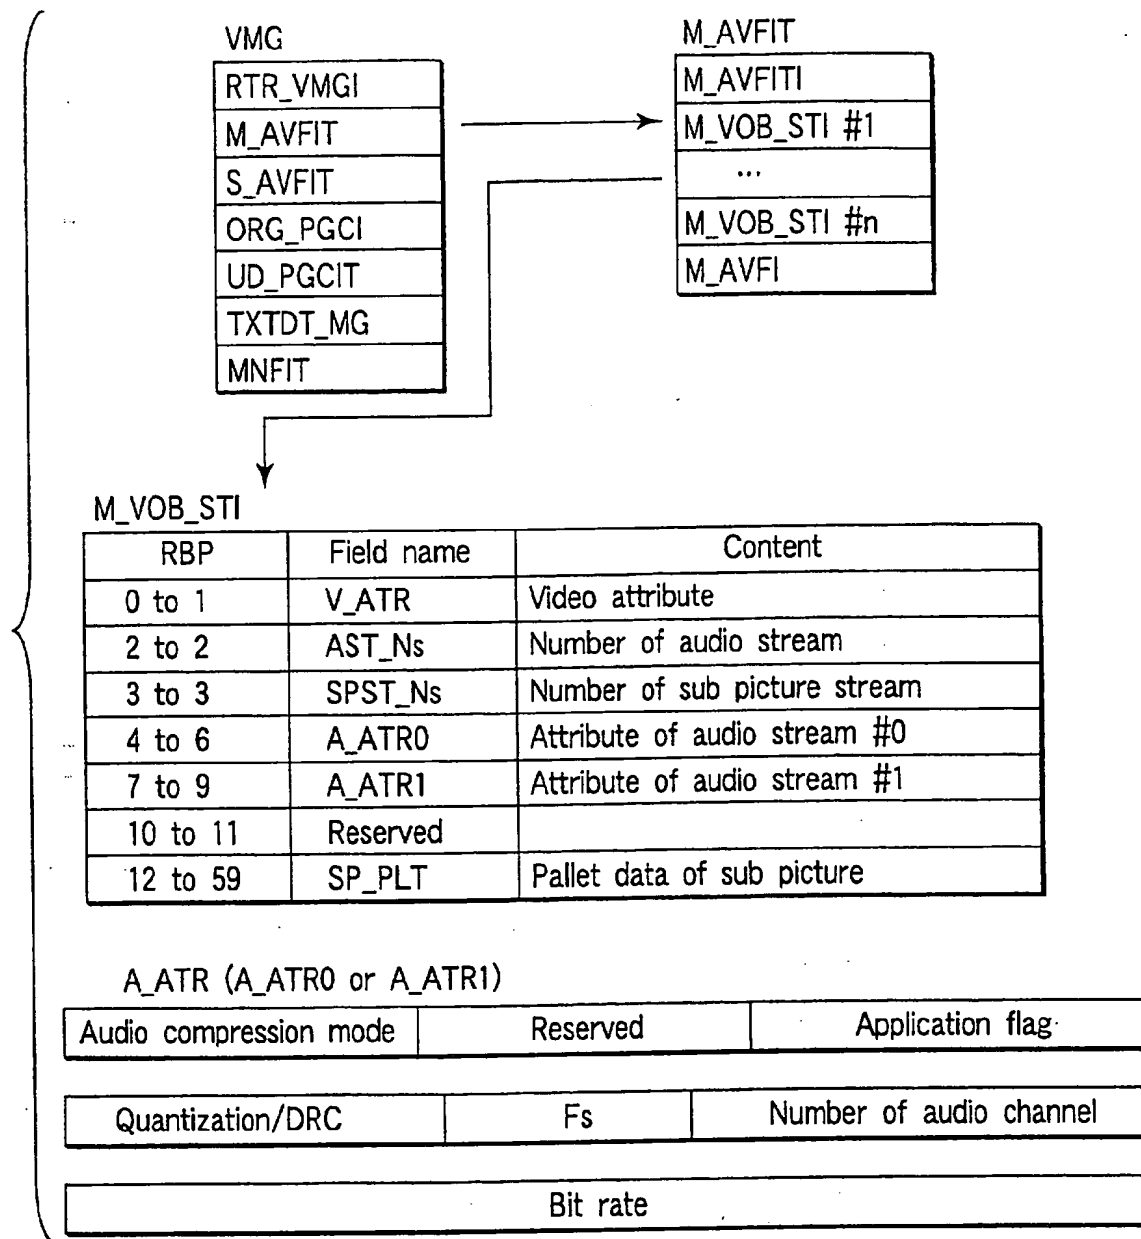 VMG
RTR_VMGI
M_AVFIT
S_AVFIT
ORG_PGCI
UD_PGCIT
TXTDT_MG
MNFIT
M_AVFIT
M_AVFITI
M_VOB_STI #1
...
M_VOB_STI #n
M_AVFI
M_VOB_STI
RBP Field name Content
0 to 1 V_ATR Video attribute
2 to 2 AST_Ns Number of audio stream
3 to 3 SPST_Ns Number of sub picture stream
4 to 6 A_ATR0 Attribute of audio stream #0
7 to 9 A_ATR1 Attribute of audio stream #1
10 to 11 Reserved
12 to 59 SP_PLT Pallet data of sub picture
A_ATR (A_ATR0 or A_ATR1)
Audio compression mode Reserved Application flag
Quantization/DRC Fs Number of audio channel
Bit rate